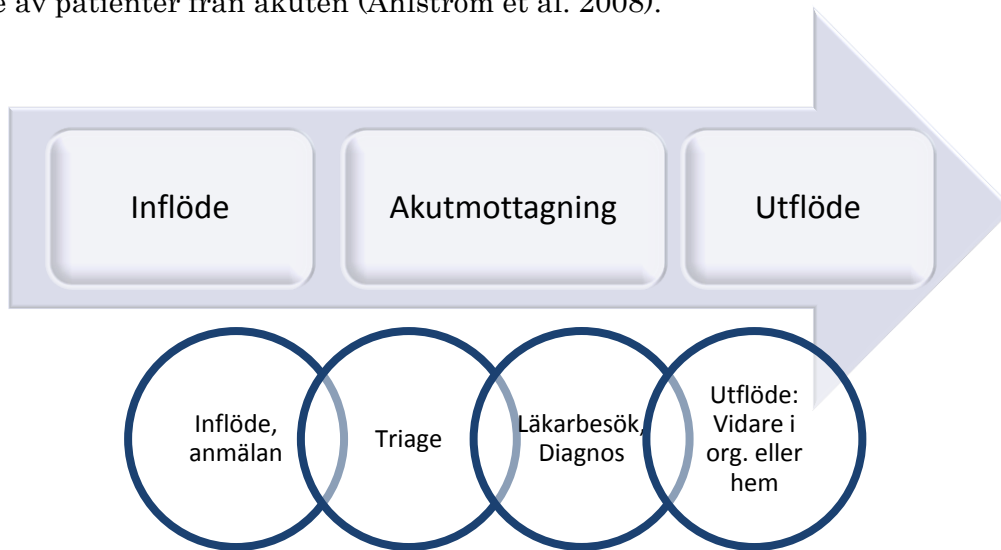 av patienter från akuten (Ahlström et al. 2008).
Inflöde
Akutmottagning
Utflöde
Inflöde,
anmälan
Triage
Läkarbesök,
Diagnos
Utflöde:
Vidare i
org. eller
hem